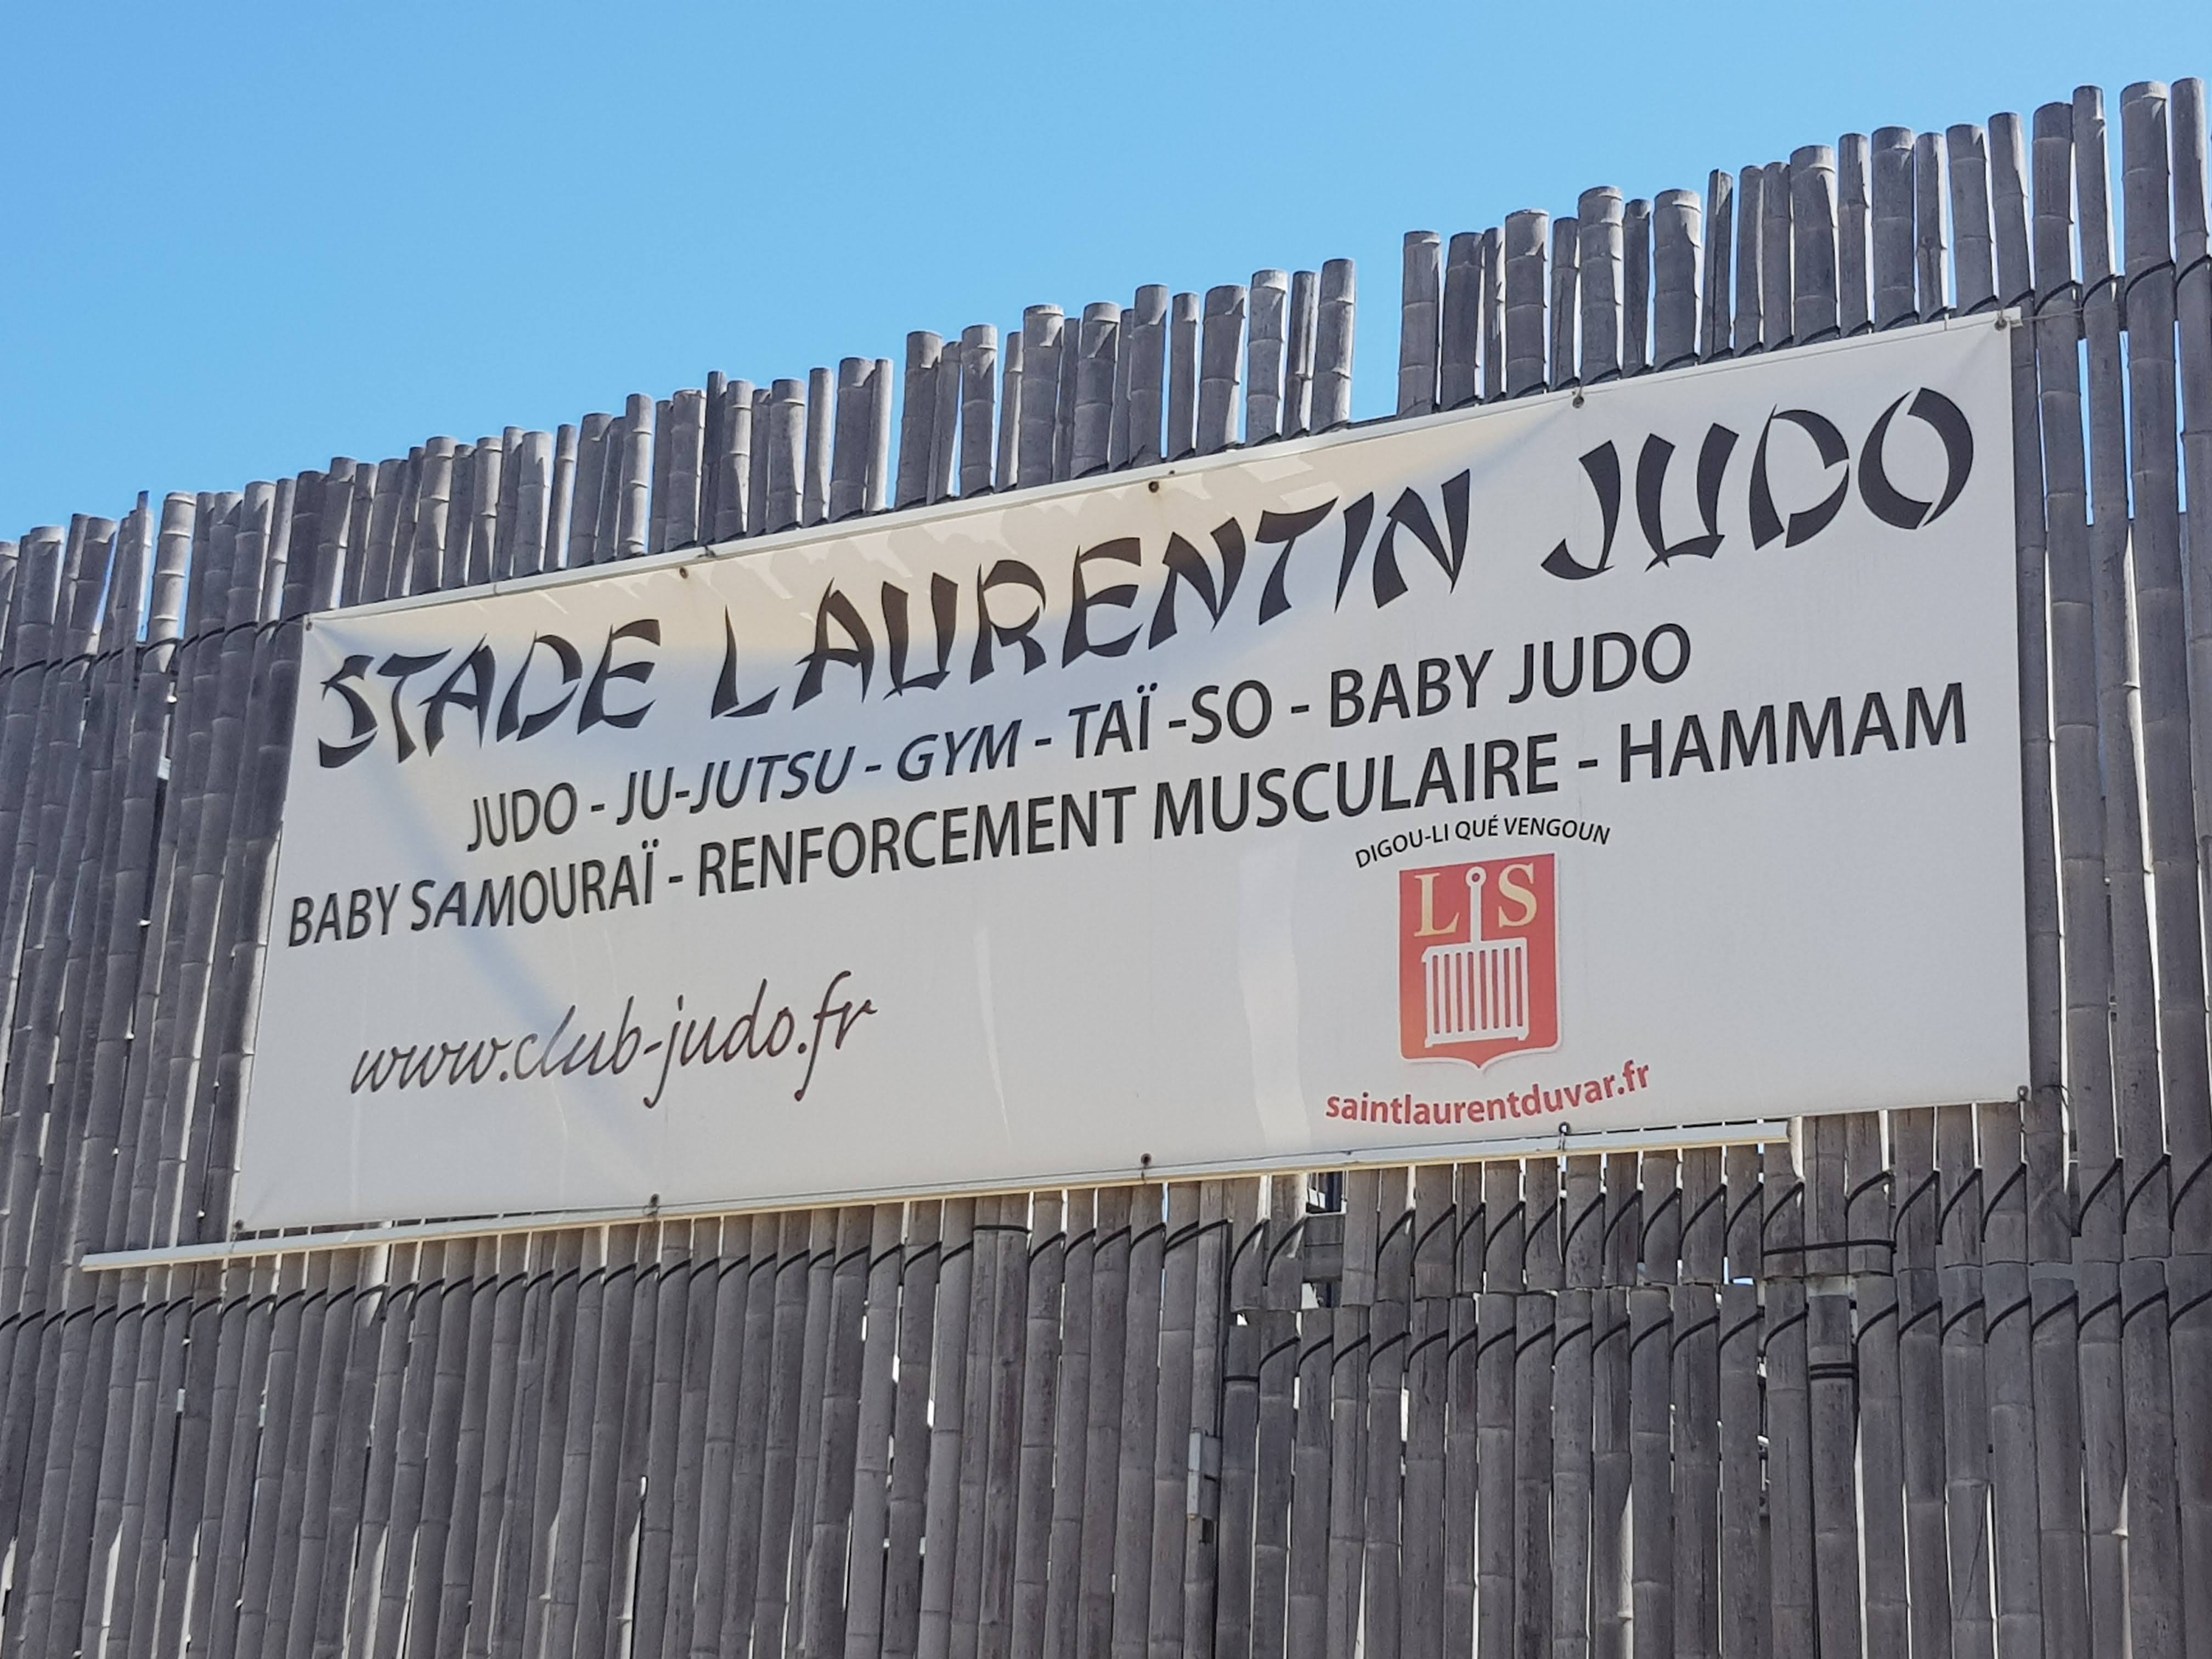 STADE LAURENTIN JUDO
JUDO - JU-JUTSU - GYM - TAÏ -SO - BABY JUDO
BABY SAMOURAÏ - RENFORCEMENT MUSCULAIRE - HAMMAM
DIGOU-LI QUÉ VENGOUN
LS
www.club-judo.fr
saintlaurentduvar.fr